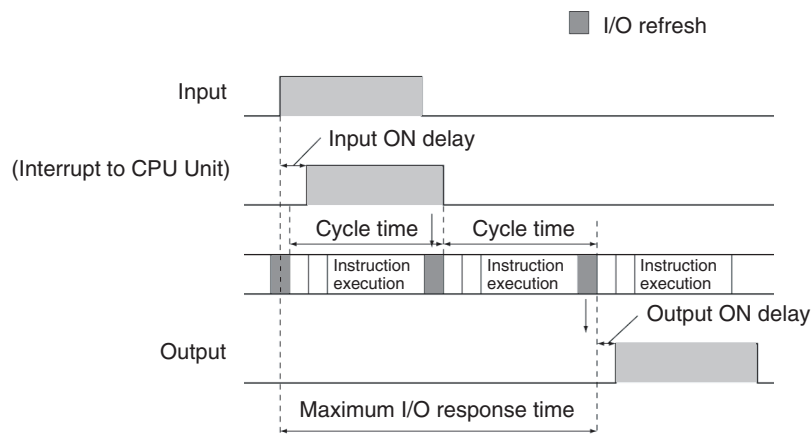 I/O refresh
Input
Input ON delay
(Interrupt to CPU Unit)
Cycle time
Cycle time
Instruction
execution
Instruction
execution
Instruction
execution
Output ON delay
Output
Maximum I/O response time